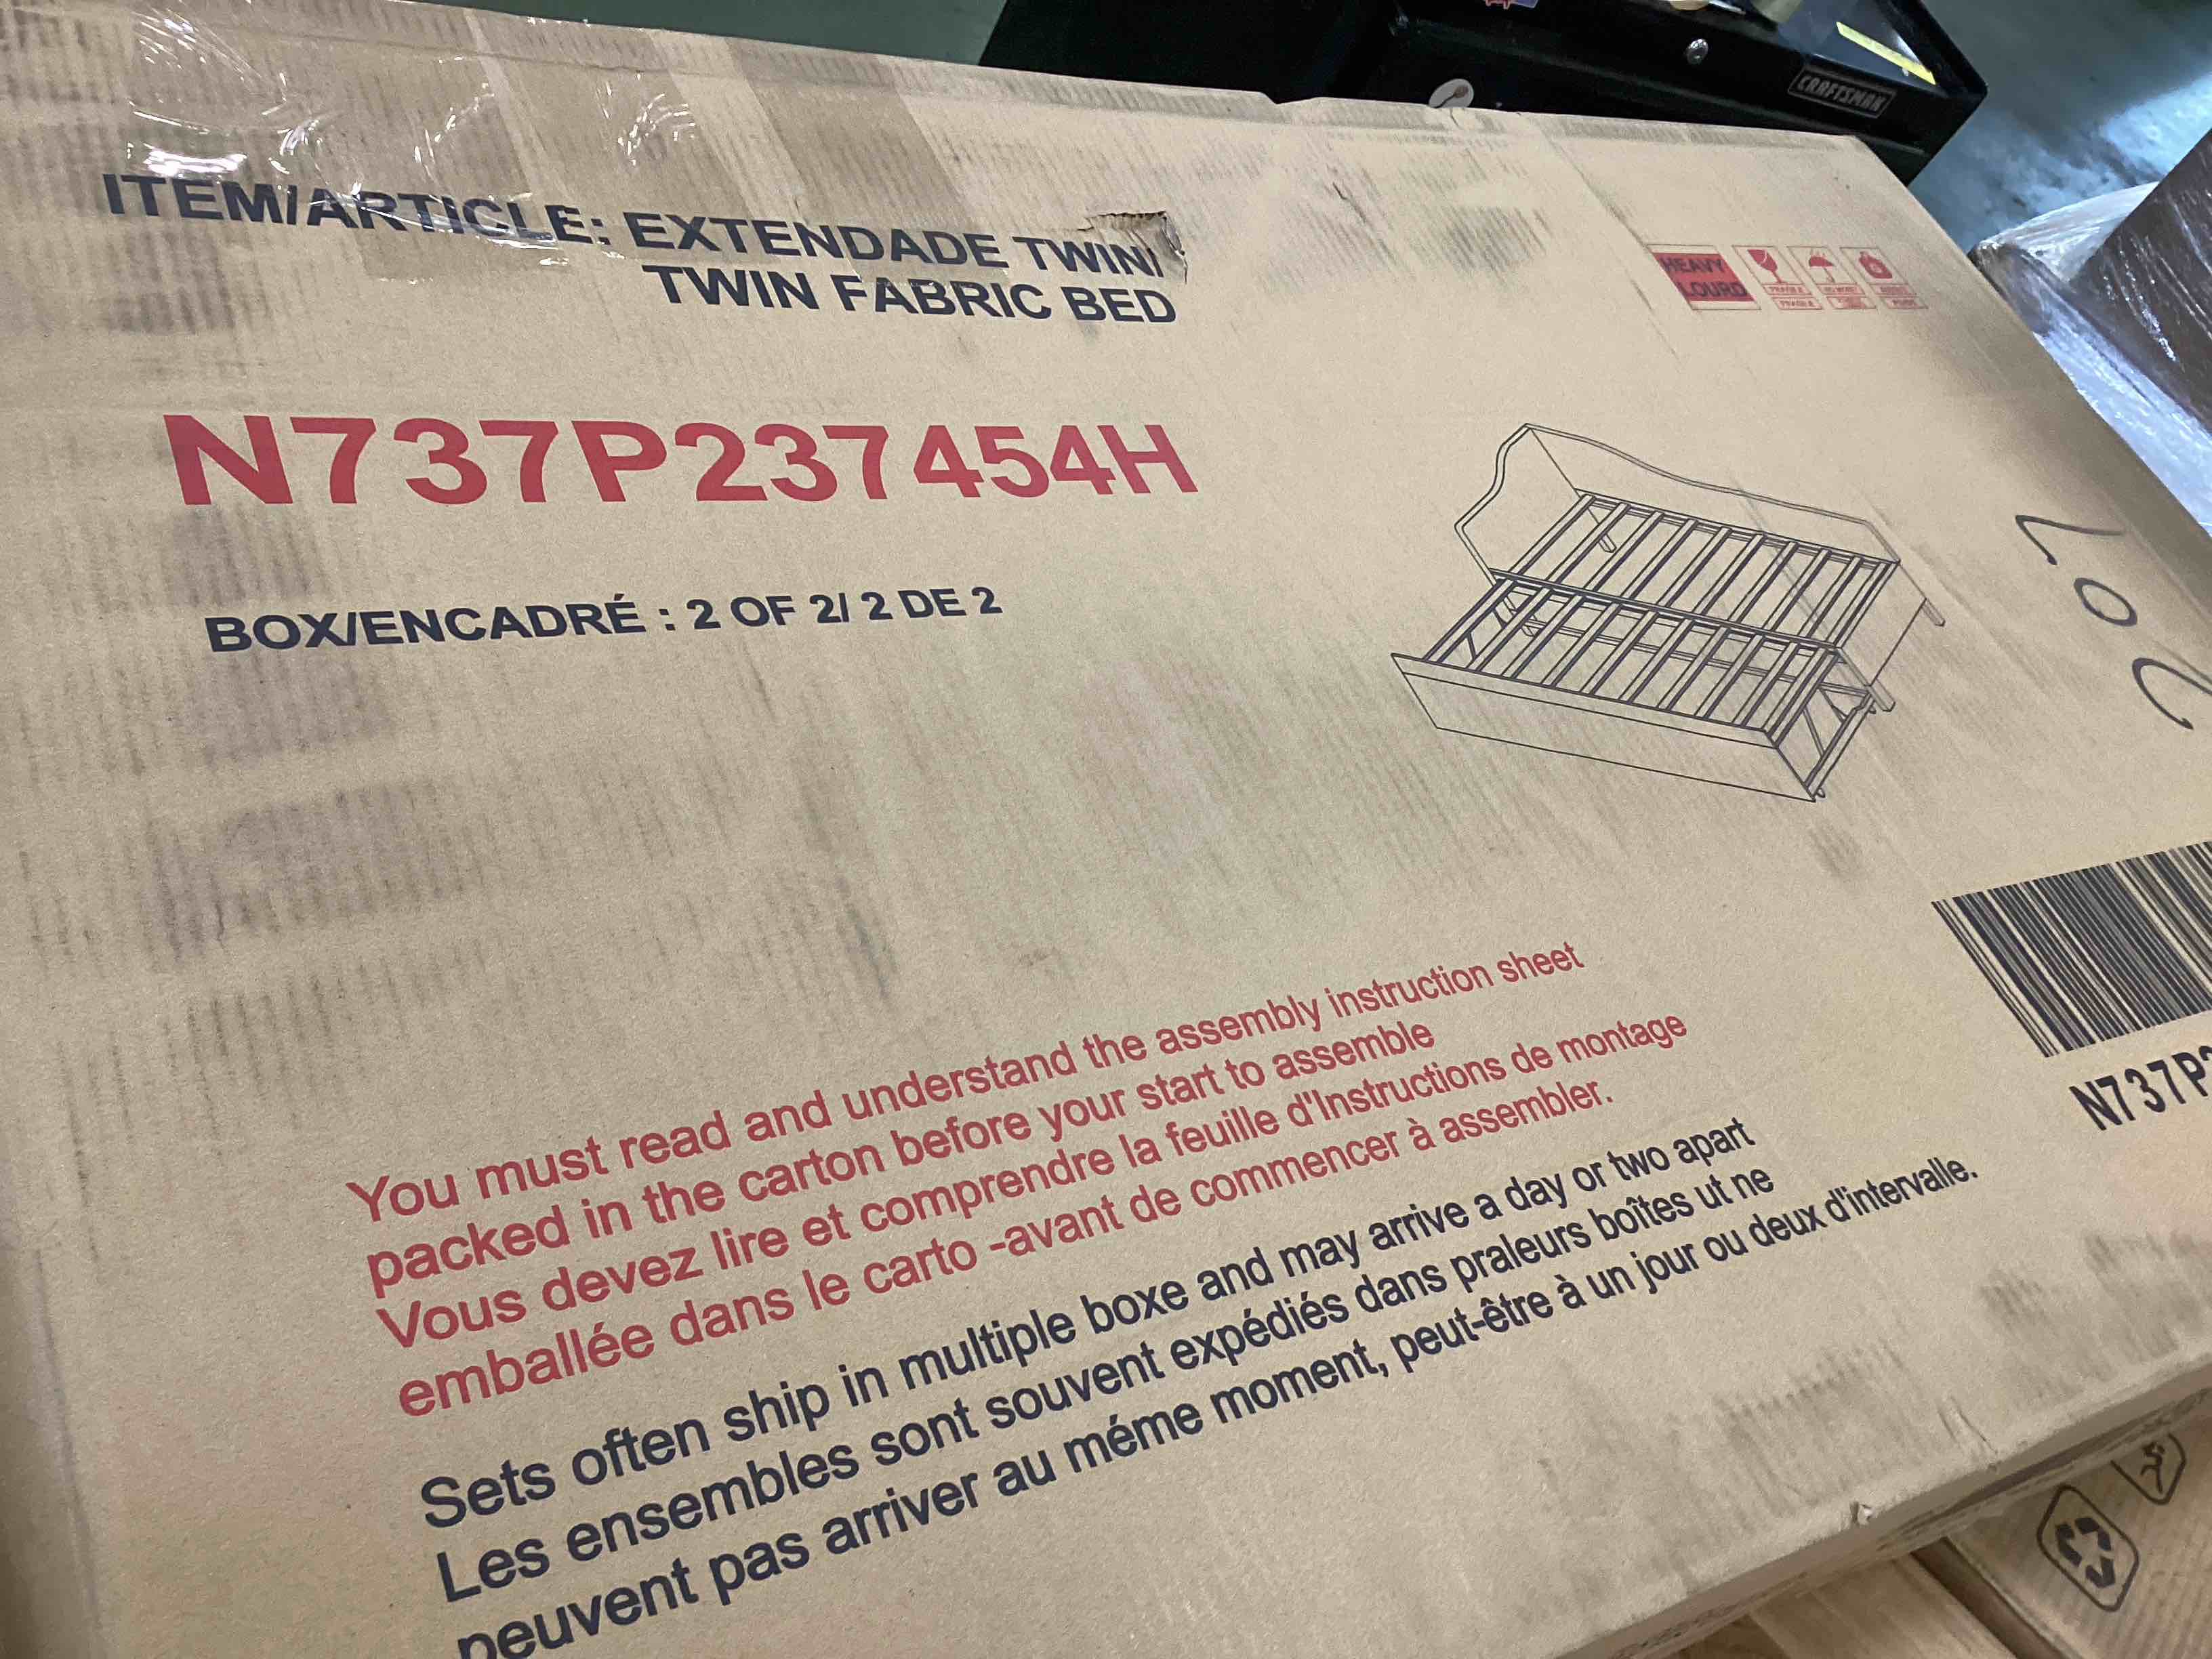 CRAFTSMAN
ITEM/ARTICLE: EXTENDADE TWIN/
TWIN FABRIC BED
HEAVY
LOURD
N737P237454H
BOX/ENCADRÉ : 2 OF 2/ 2 DE 2
207
N737P2
You must read and understand the assembly instruction sheet
packed in the carton before your start to assemble
Vous devez lire et comprendre la feuille d'Instructions de montage
emballée dans le carto -avant de commencer à assembler.
Sets often ship in multiple boxe and may arrive a day or two apart
Les ensembles sont souvent expédiés dans praleurs boîtes ut ne
peuvent pas arriver au méme moment, peut-être à un jour ou deux d'intervalle.